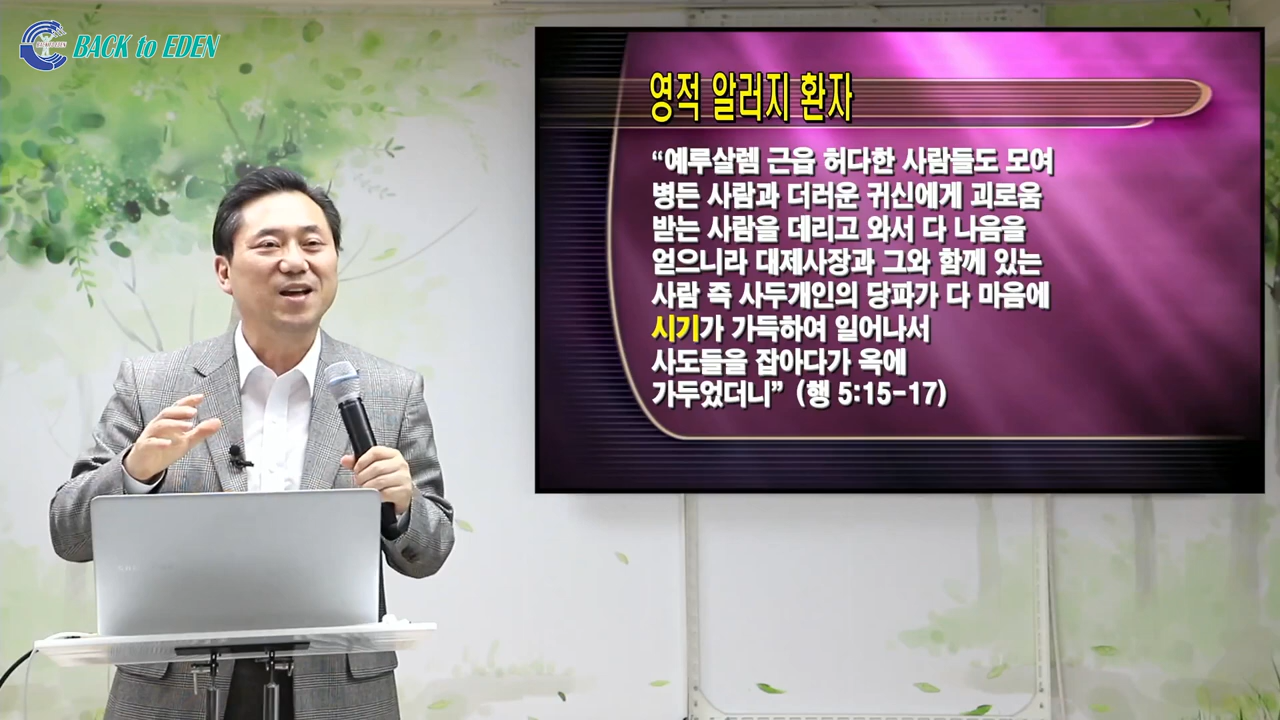 BACK to EDEN
영적 알러지 환자
“예루살렘 근읍 허다한 사람들도 모여
병든 사람과 더러운 귀신에게 괴로움
받는 사람을 데리고 와서 다 나음을
얻으니라 대제사장과 그와 함께 있는
사람 즉 사두개인의 당파가 다 마음에
시기가 가득하여 일어나서
사도들을 잡아다가 옥에
가두었더니” (행 5:15-17)